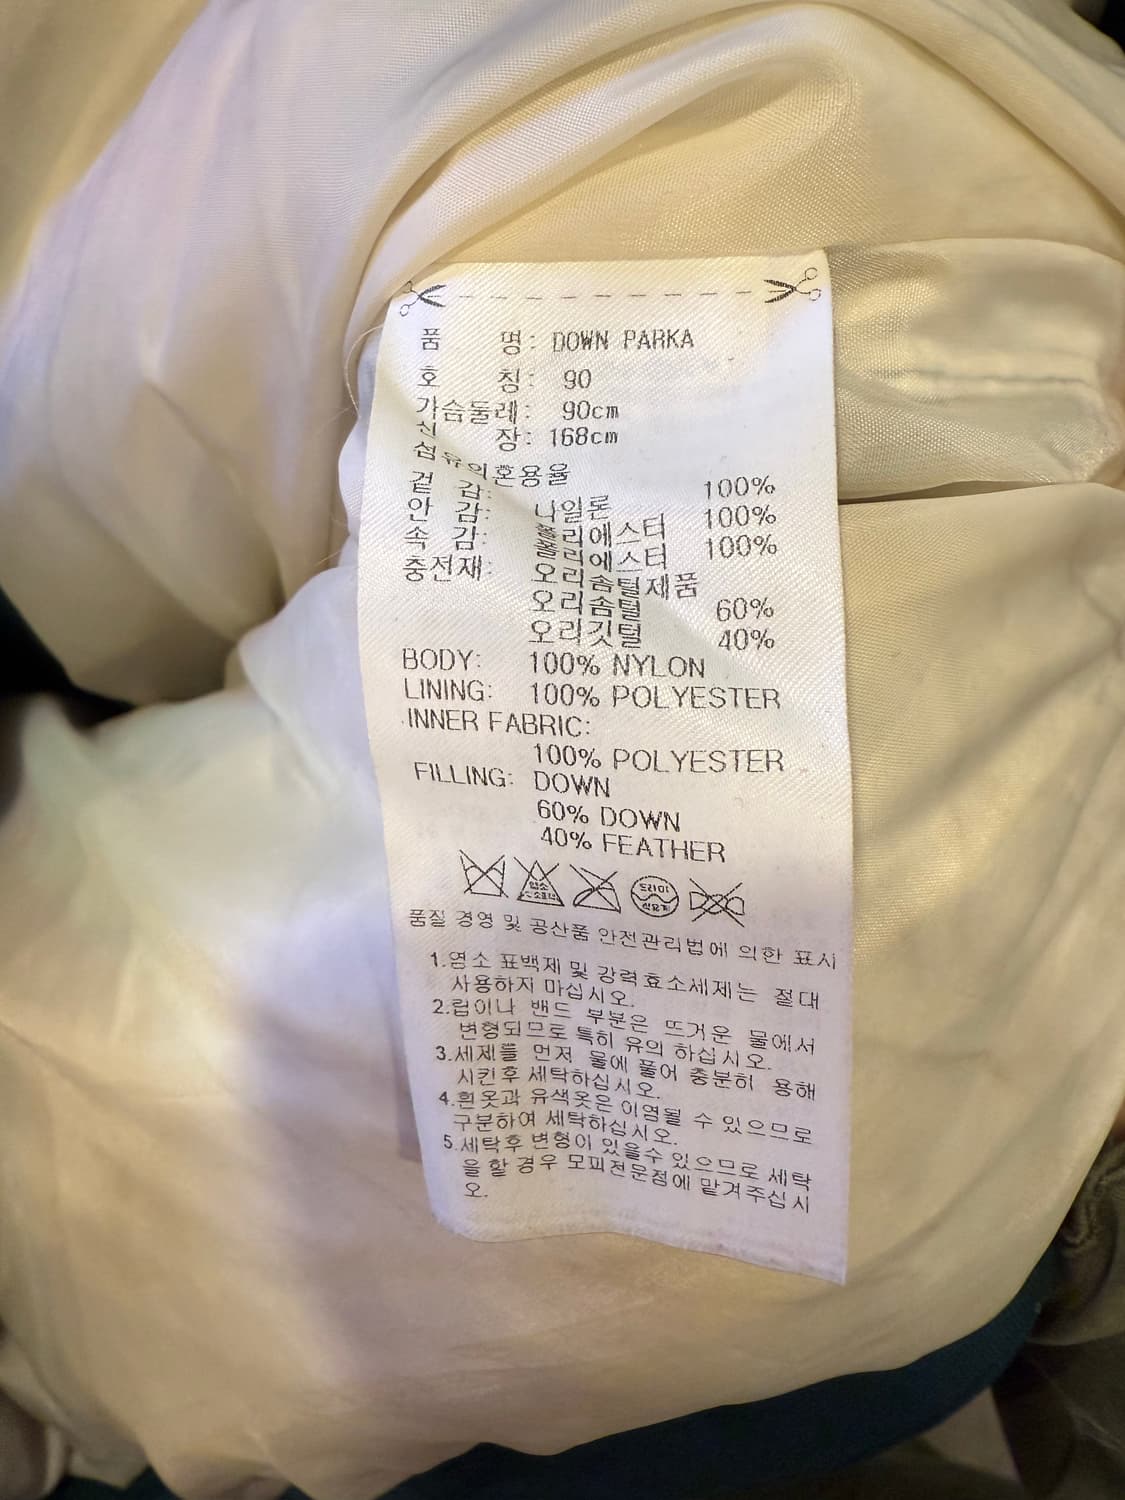 품 명: DOWN PARKA
호 칭: 90
가슴둘레: 90cm
신 장: 168cm
섬유의혼용율
겉 감: 나일론 100%
안 감: 폴리에스터 100%
속 감: 폴리에스터 100%
충전재: 오리솜털제품
오리솜털 60%
오리깃털 40%
BODY: 100% NYLON
LINING: 100% POLYESTER
INNER FABRIC:
100% POLYESTER
FILLING: DOWN
60% DOWN
40% FEATHER
염소 드라이
산소표백 석유계
품질 경영 및 공산품 안전관리법에 의한 표시
1.염소 표백제 및 강력효소세제는 절대
사용하지 마십시오.
2.립이나 밴드 부분은 뜨거운 물에서
변형되므로 특히 유의 하십시오.
3.세제를 먼저 물에 풀어 충분히 용해
시킨후 세탁하십시오.
4.흰옷과 유색옷은 이염될 수 있으므로
구분하여 세탁하십시오.
5.세탁후 변형이 있을수 있으므로 세탁
을 할 경우 모피전문점에 맡겨주십시
오.